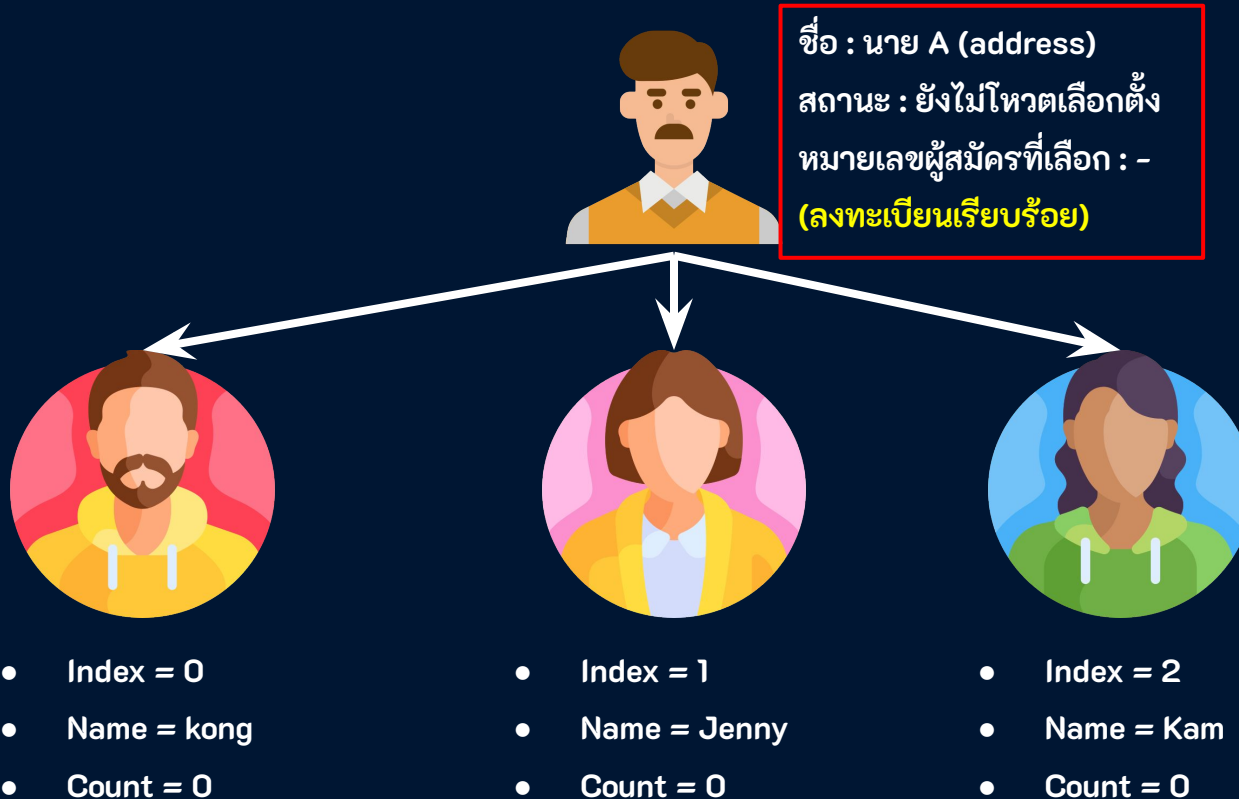 ชื่อ : นาย A (address)
สถานะ : ยังไม่โหวตเลือกตั้ง
หมายเลขผู้สมัครที่เลือก : -
(ลงทะเบียนเรียบร้อย)
● Index = 0
● Name = kong
● Count = 0
● Index = 1
● Name = Jenny
● Count = 0
● Index = 2
● Name = Kam
● Count = 0